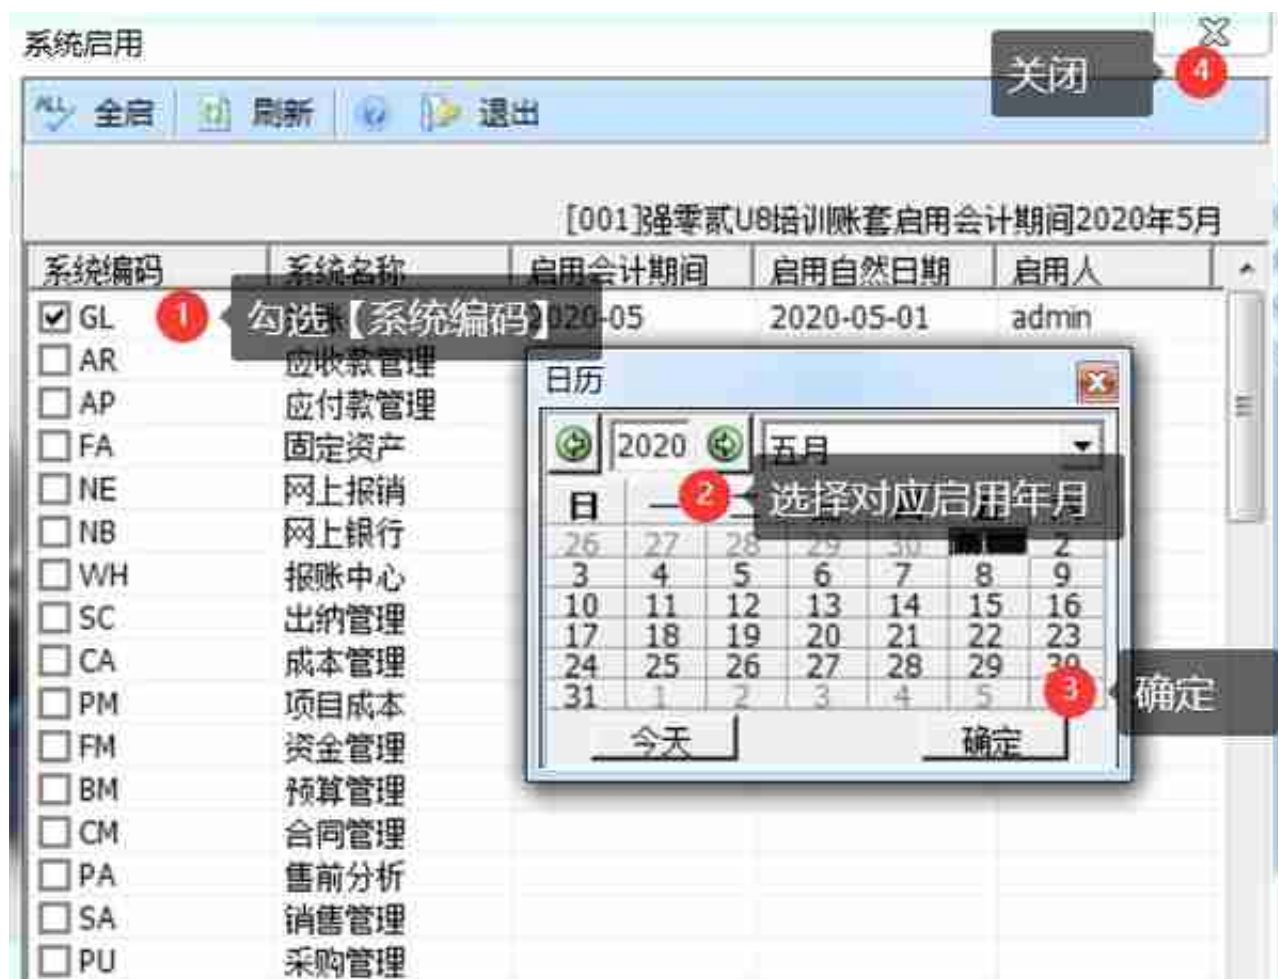 系统启用
关闭
4
ALL 全启 刷新 退出
[001]强零贰U8培训账套启用会计期间2020年5月
系统编码 系统名称 启用会计期间 启用自然日期 启用人
GL 2020-05 2020-05-01 admin
1 勾选【系统编码】
AR 应收款管理
AP 应付款管理
FA 固定资产
NE 网上报销
NB 网上银行
WH 报账中心
SC 出纳管理
CA 成本管理
PM 项目成本
FM 资金管理
BM 预算管理
CM 合同管理
PA 售前分析
SA 销售管理
PU 采购管理
日历
2020 五月
2 选择对应启用年月
日 一
26 27 28 29 30 2
3 4 5 6 7 8 9
10 11 12 13 14 15 16
17 18 19 20 21 22 23
24 25 26 27 28 29 30
31 1 2 3 4 5
3 确定
今天 确定